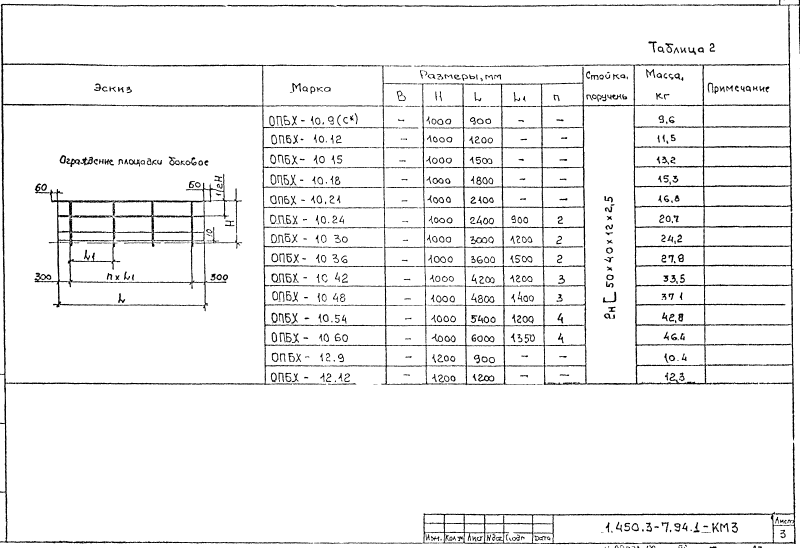 Таблица 2
Эскиз Марка Размеры, мм Стойка, поручень Масса, кг Примечание
B H L L1 n
Ограждение площадки боковое
60 60 1/2H
H
10
L1
300 n x L1 300
L
ОПБХ - 10.9 (С*) – 1000 900 – – 9,6
ОПБХ - 10.12 – 1000 1200 – – 11,5
ОПБХ - 10 15 – 1000 1500 – – 13,2
ОПБХ - 10.18 – 1000 1800 – – 15,3
ОПБХ - 10.21 – 1000 2100 – – 16,8
ОПБХ - 10.24 – 1000 2400 900 2 20,7
ОПБХ - 10 30 – 1000 3000 1200 2 24,2
ОПБХ - 10 36 – 1000 3600 1500 2 27,8
ОПБХ - 10 42 – 1000 4200 1200 3 33,5
ОПБХ - 10 48 – 1000 4800 1400 3 37 1
ОПБХ - 10.54 – 1000 5400 1200 4 42,8
ОПБХ - 10 60 – 1000 6000 1350 4 46.4
ОПБХ - 12.9 – 1200 900 – – 10.4
ОПБХ - 12.12 – 1200 1200 – – 12,3
гн [ 50 x 40 x 12 x 2,5
1.450.3-7.94.1-КМ3
Лист
3
Изм. Кол.уч Лист №док Подп Дата